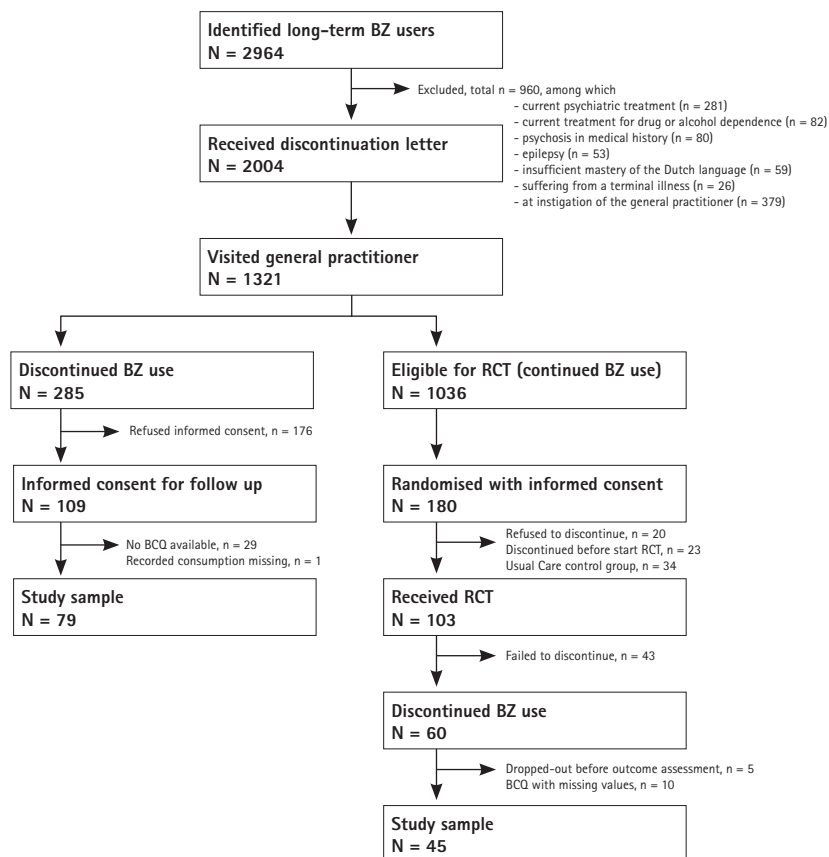 Identified long-term BZ users
N = 2964
Excluded, total n = 960, among which
- current psychiatric treatment (n = 281)
- current treatment for drug or alcohol dependence (n = 82)
- psychosis in medical history (n = 80)
- epilepsy (n = 53)
- insufficient mastery of the Dutch language (n = 59)
- suffering from a terminal illness (n = 26)
- at instigation of the general practitioner (n = 379)
Received discontinuation letter
N = 2004
Visited general practitioner
N = 1321
Discontinued BZ use
N = 285
Refused informed consent, n = 176
Informed consent for follow up
N = 109
No BCQ available, n = 29
Recorded consumption missing, n = 1
Study sample
N = 79
Eligible for RCT (continued BZ use)
N = 1036
Randomised with informed consent
N = 180
Refused to discontinue, n = 20
Discontinued before start RCT, n = 23
Usual Care control group, n = 34
Received RCT
N = 103
Failed to discontinue, n = 43
Discontinued BZ use
N = 60
Dropped-out before outcome assessment, n = 5
BCQ with missing values, n = 10
Study sample
N = 45